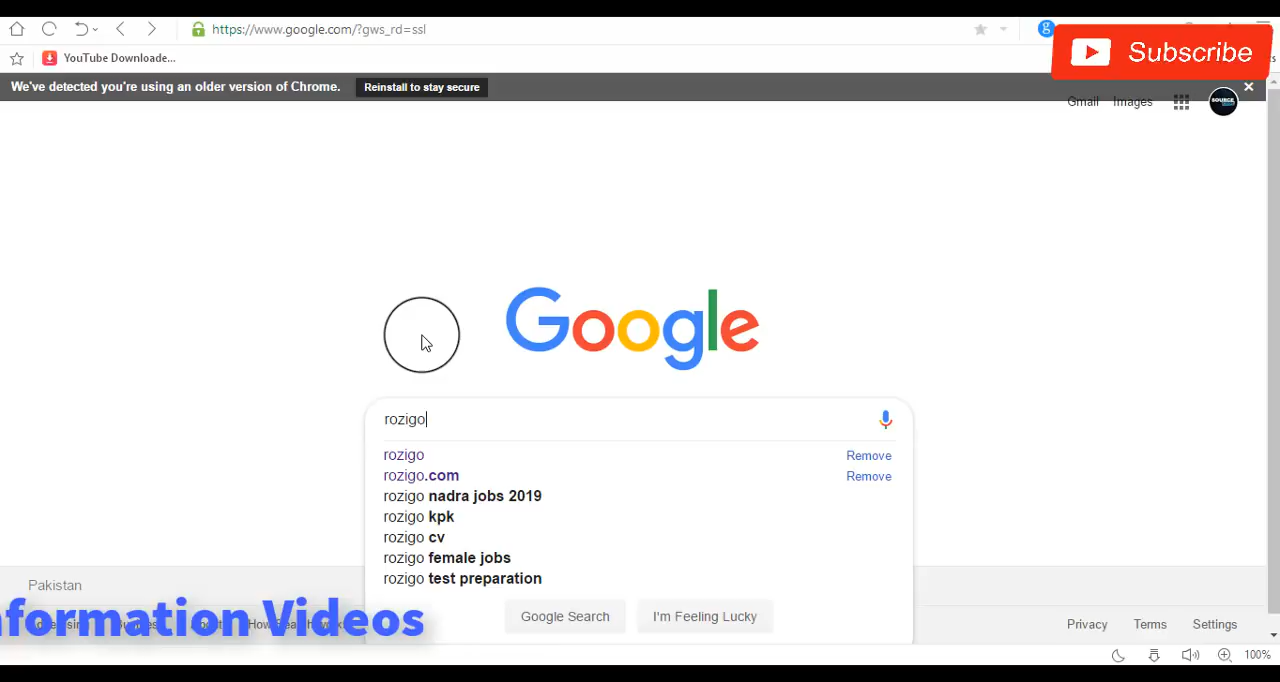 https://www.google.com/?gws_rd=ssl
Subscribe
YouTube Downloade...
We've detected you're using an older version of Chrome.
Reinstall to stay secure
Gmail
Images
SOURCE
Google
rozigo
rozigo
Remove
rozigo.com
Remove
rozigo nadra jobs 2019
rozigo kpk
rozigo cv
rozigo female jobs
rozigo test preparation
Pakistan
nformation Videos
Google Search
I'm Feeling Lucky
Privacy
Terms
Settings
100%